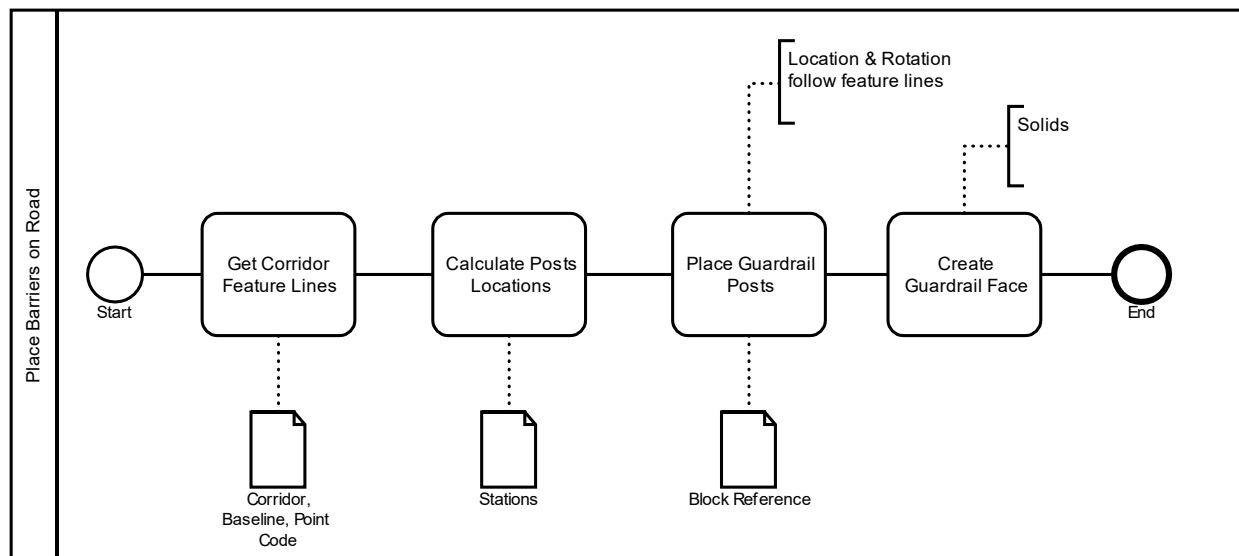 Place Barriers on Road
Location & Rotation
follow feature lines
Solids
Start
Get Corridor
Feature Lines
Calculate Posts
Locations
Place Guardrail
Posts
Create
Guardrail Face
End
Corridor,
Baseline, Point
Code
Stations
Block Reference